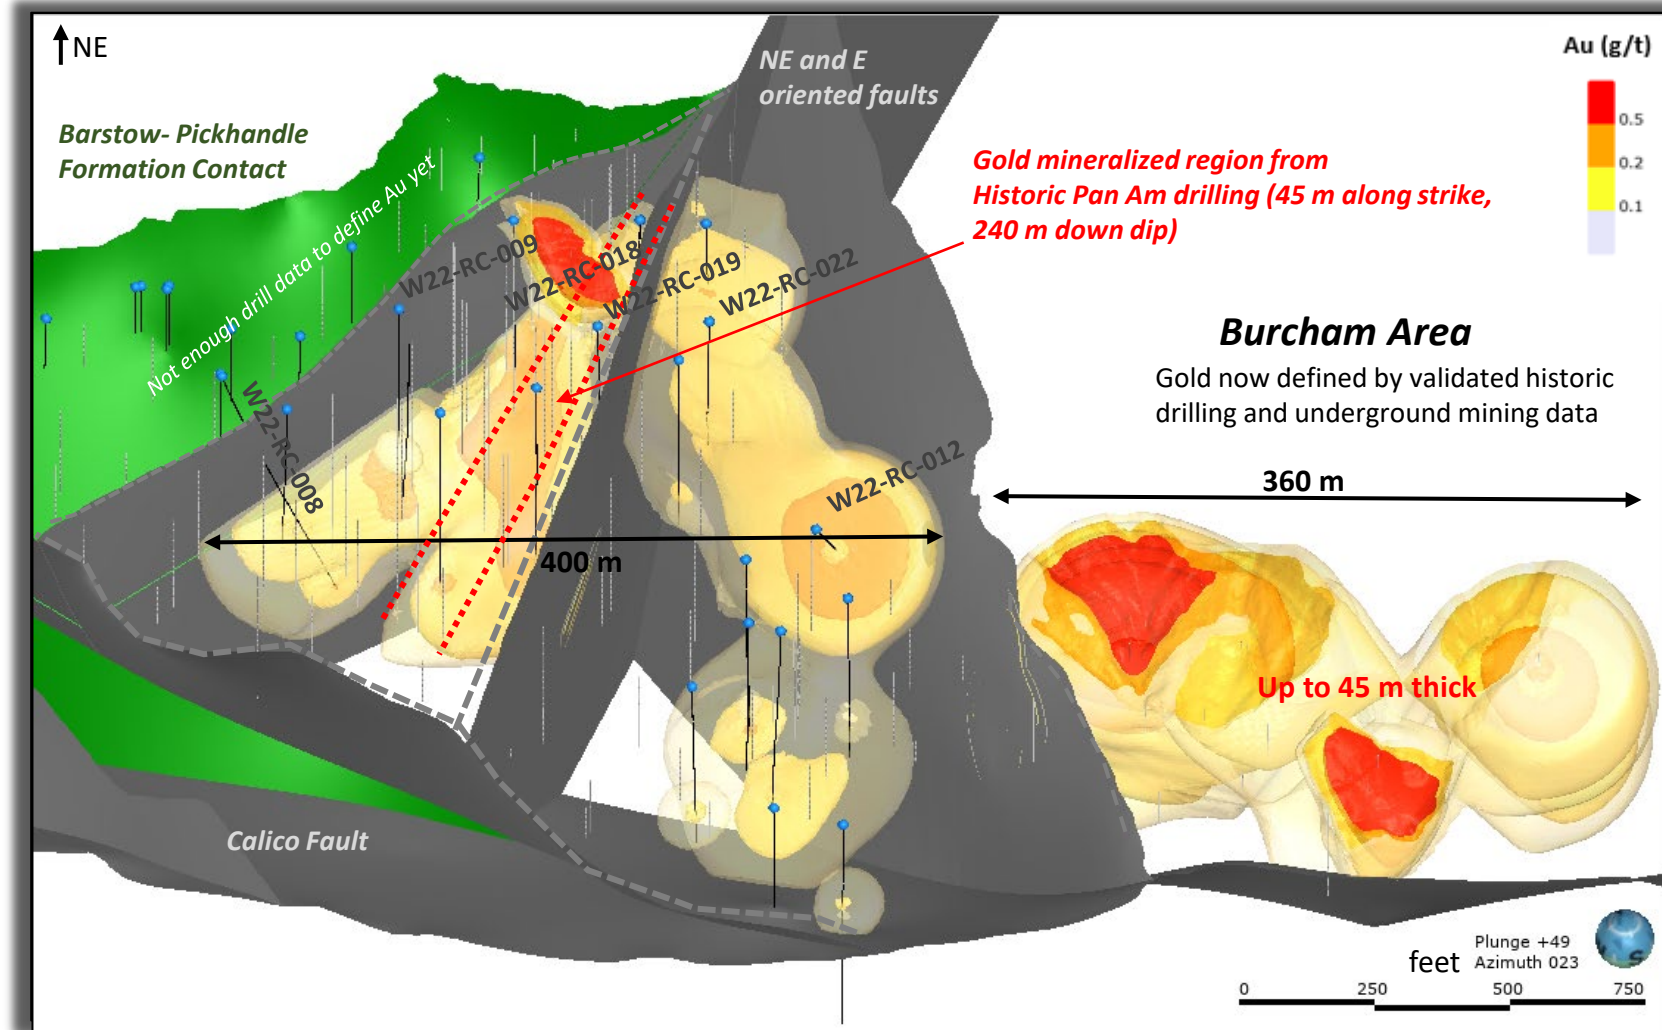 NE
NE and E
oriented faults
Au (g/t)
0.5
0.2
0.1
Barstow- Pickhandle
Formation Contact
Not enough drill data to define Au yet
Gold mineralized region from
Historic Pan Am drilling (45 m along strike,
240 m down dip)
W22-RC-009
W22-RC-018
W22-RC-019
W22-RC-022
W22-RC-008
W22-RC-012
Burcham Area
Gold now defined by validated historic
drilling and underground mining data
360 m
400 m
Up to 45 m thick
Calico Fault
feet
Plunge +49
Azimuth 023
0 250 500 750